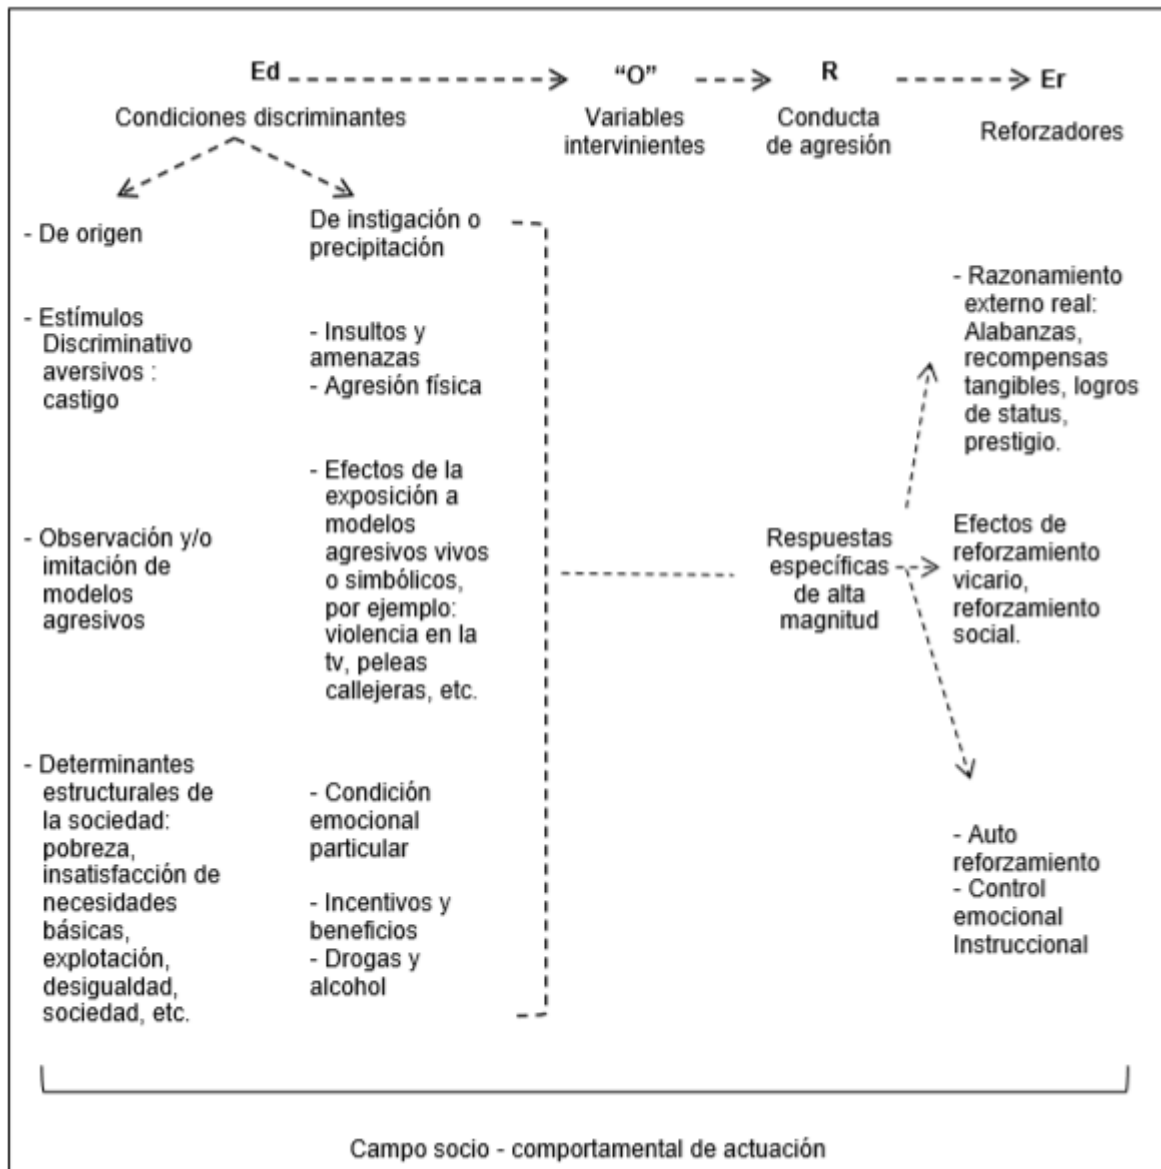 Ed
“O”
R
Er
Condiciones discriminantes
Variables
intervinientes
Conducta
de agresión
Reforzadores
- De origen
De instigación o
precipitación
- Estímulos
Discriminativo
aversivos :
castigo
- Insultos y
amenazas
- Agresión física
- Observación y/o
imitación de
modelos
agresivos
- Efectos de la
exposición a
modelos
agresivos vivos
o simbólicos,
por ejemplo:
violencia en la
tv, peleas
callejeras, etc.
- Determinantes
estructurales de
la sociedad:
pobreza,
insatisfacción de
necesidades
básicas,
explotación,
desigualdad,
sociedad, etc.
- Condición
emocional
particular
- Incentivos y
beneficios
- Drogas y
alcohol
Respuestas
específicas
de alta
magnitud
- Razonamiento
externo real:
Alabanzas,
recompensas
tangibles, logros
de status,
prestigio.
Efectos de
reforzamiento
vicario,
reforzamiento
social.
- Auto
reforzamiento
- Control
emocional
Instruccional
Campo socio - comportamental de actuación